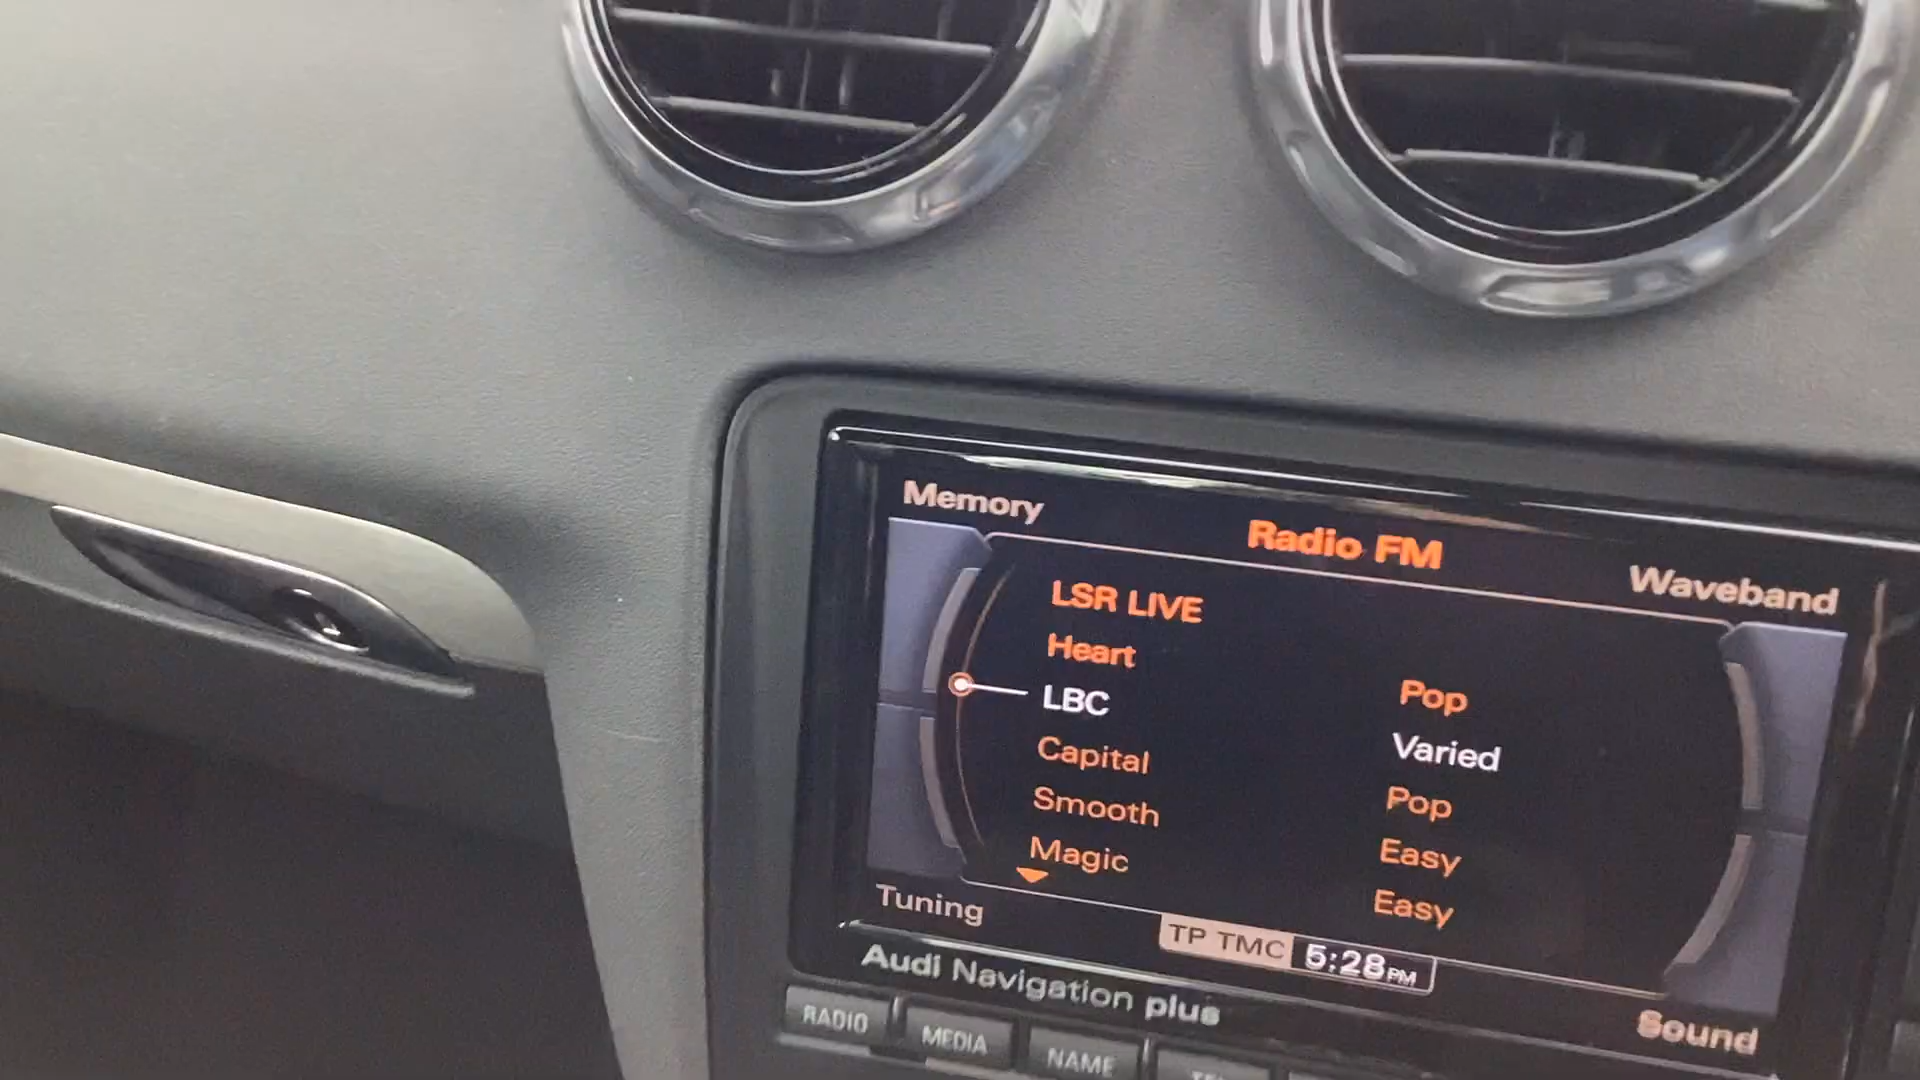 Memory
Radio FM
Waveband
LSR LIVE
Heart Pop
LBC Varied
Capital Pop
Smooth Easy
Magic Easy
Tuning
TP TMC 5:28PM
Sound
Audi Navigation plus
RADIO
MEDIA
NAME